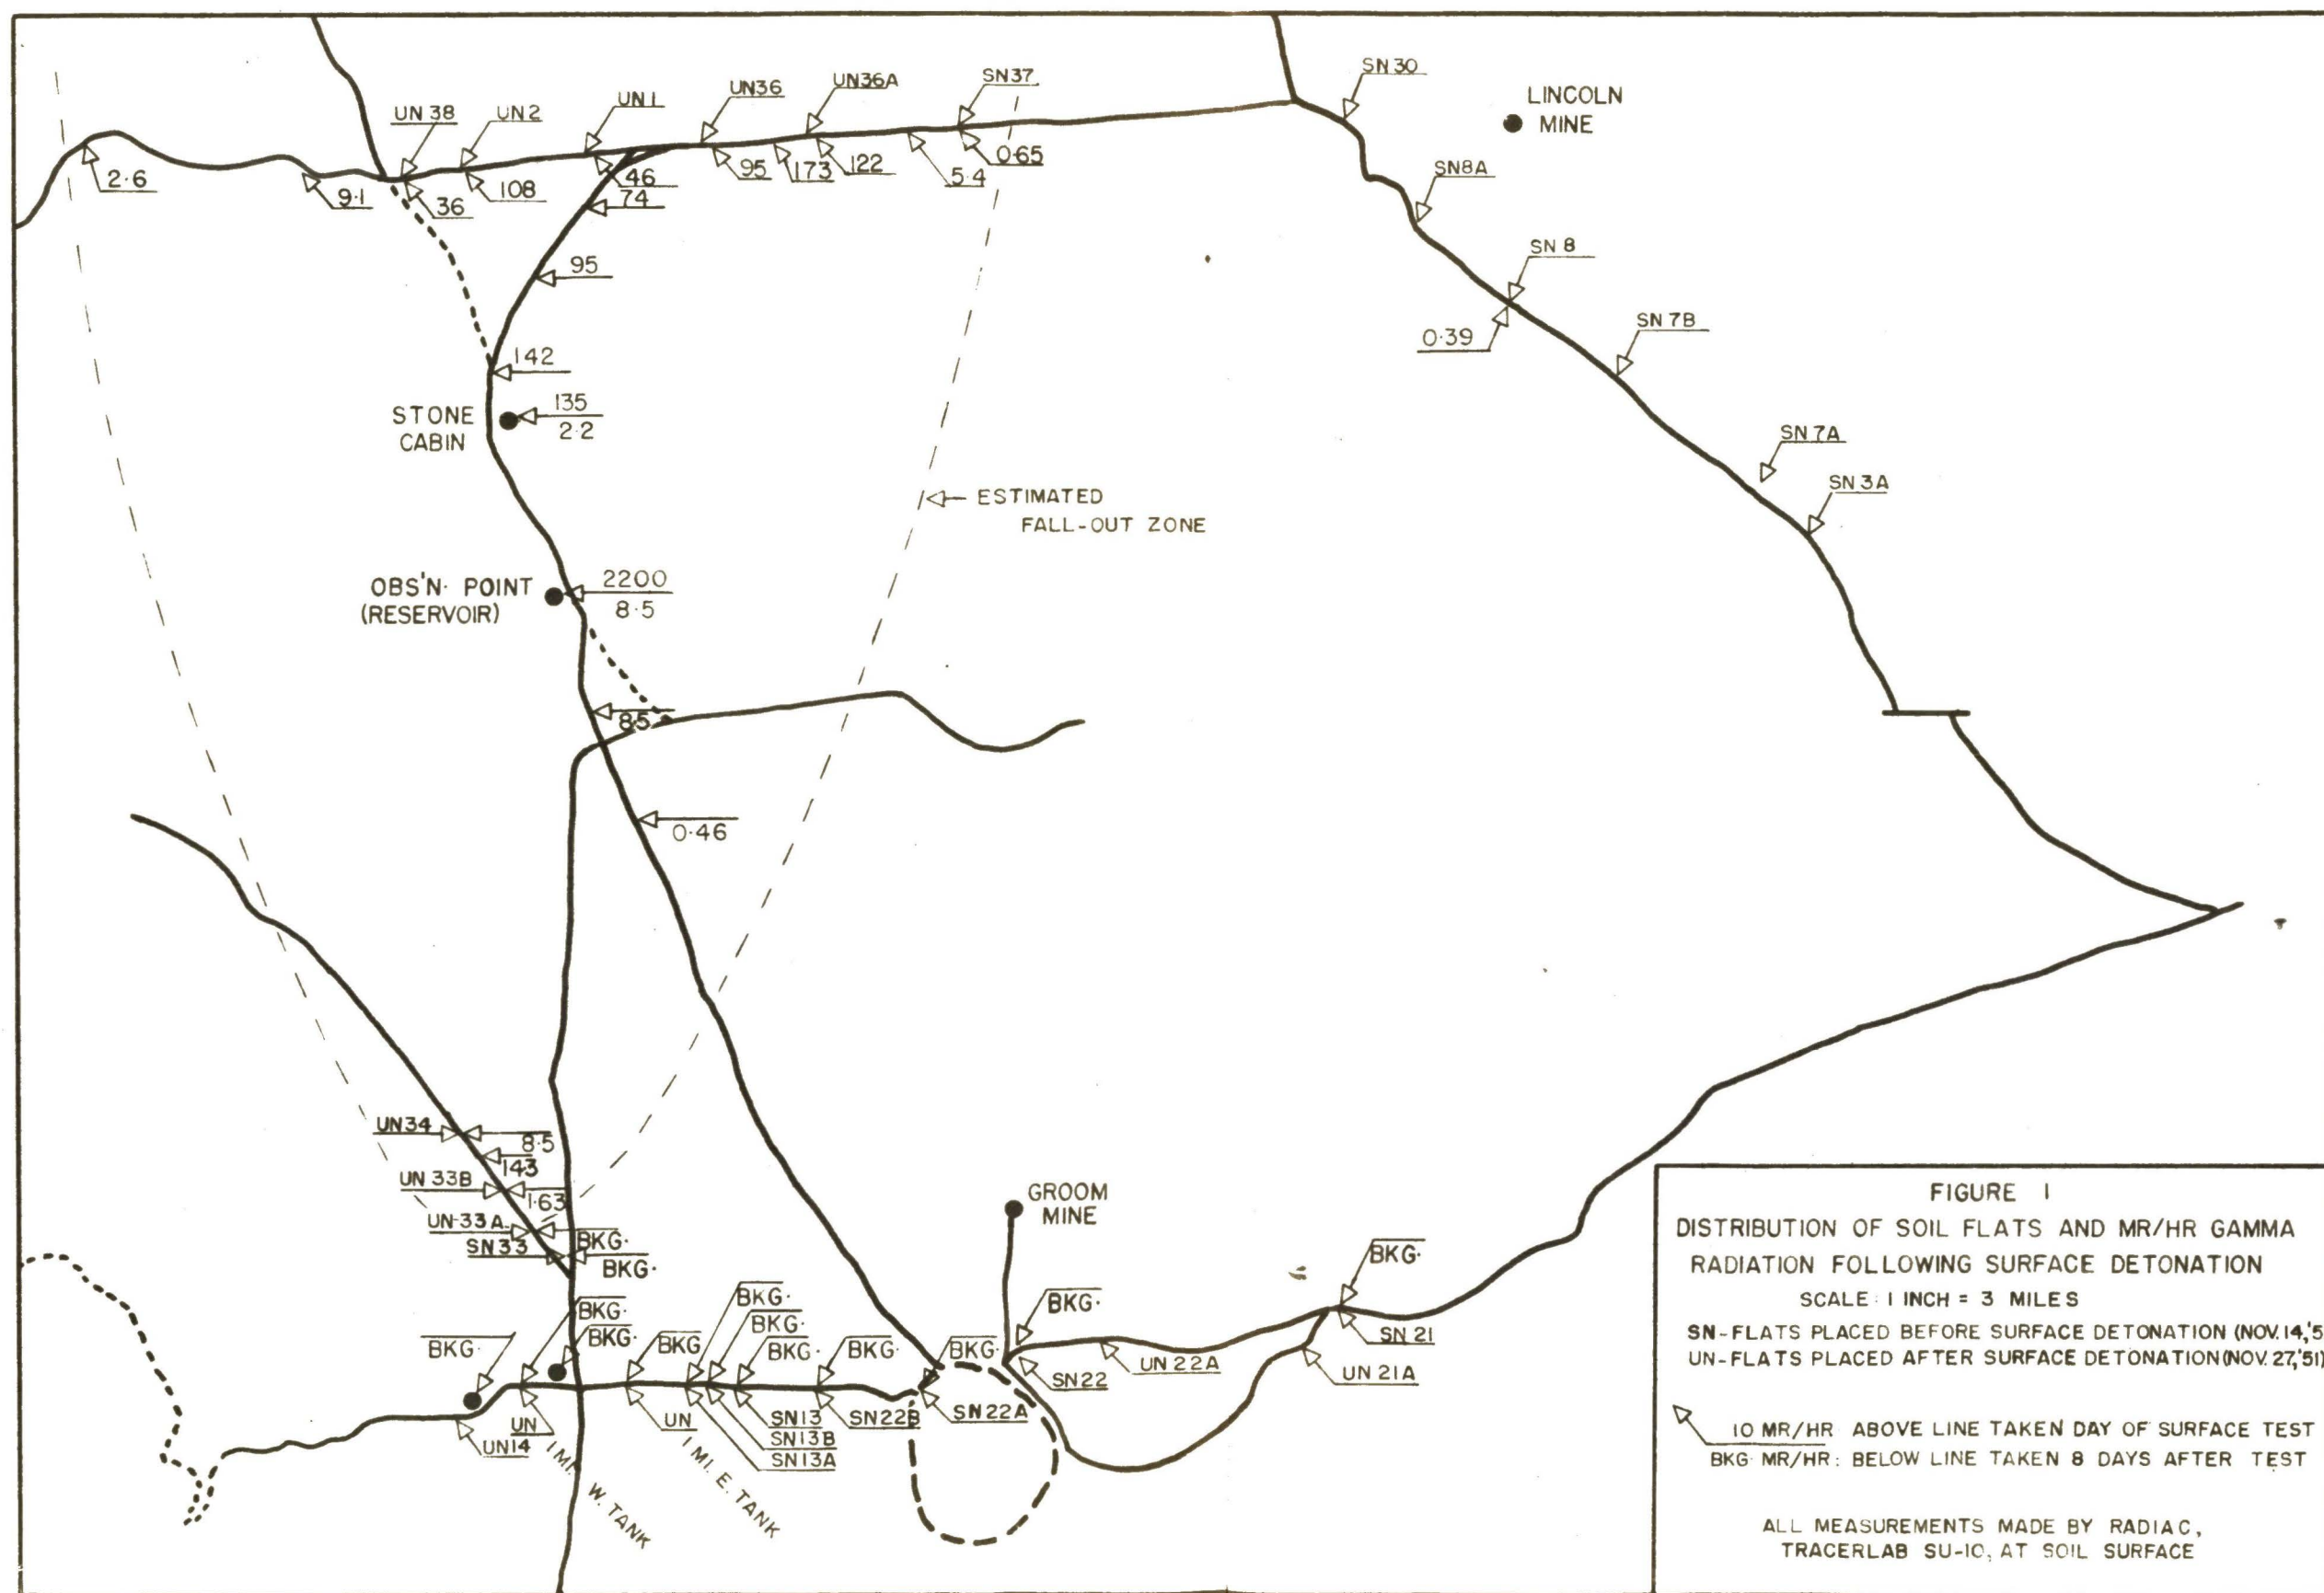 SN 30
LINCOLN
MINE
UN 38
UN 2
UN 1
UN36
UN36A
SN37
2.6
9.1
36
108
46
74
95
173
122
5.4
0.65
SN8A
95
SN 8
0.39
SN 7B
142
STONE
CABIN
135
2.2
SN 7A
SN 3A
ESTIMATED
FALL-OUT ZONE
OBS'N. POINT
(RESERVOIR)
2200
8.5
8.5
0.46
UN34
8.5
143
UN 33B
1.63
UN-33A
SN33
BKG.
BKG.
GROOM
MINE
BKG.
BKG.
BKG.
BKG.
BKG.
BKG.
BKG.
BKG.
BKG.
BKG.
BKG.
SN 21
UN 22A
SN22
UN 21A
UN14
UN
1 MI. W. TANK
UN
1 MI. E. TANK
SN13
SN13B
SN13A
SN22B
SN22A
FIGURE 1
DISTRIBUTION OF SOIL FLATS AND MR/HR GAMMA
RADIATION FOLLOWING SURFACE DETONATION
SCALE: 1 INCH = 3 MILES
SN-FLATS PLACED BEFORE SURFACE DETONATION (NOV. 14,'5
UN-FLATS PLACED AFTER SURFACE DETONATION (NOV. 27,'51)
10 MR/HR ABOVE LINE TAKEN DAY OF SURFACE TEST
BKG. MR/HR: BELOW LINE TAKEN 8 DAYS AFTER TEST
ALL MEASUREMENTS MADE BY RADIAC,
TRACERLAB SU-10, AT SOIL SURFACE